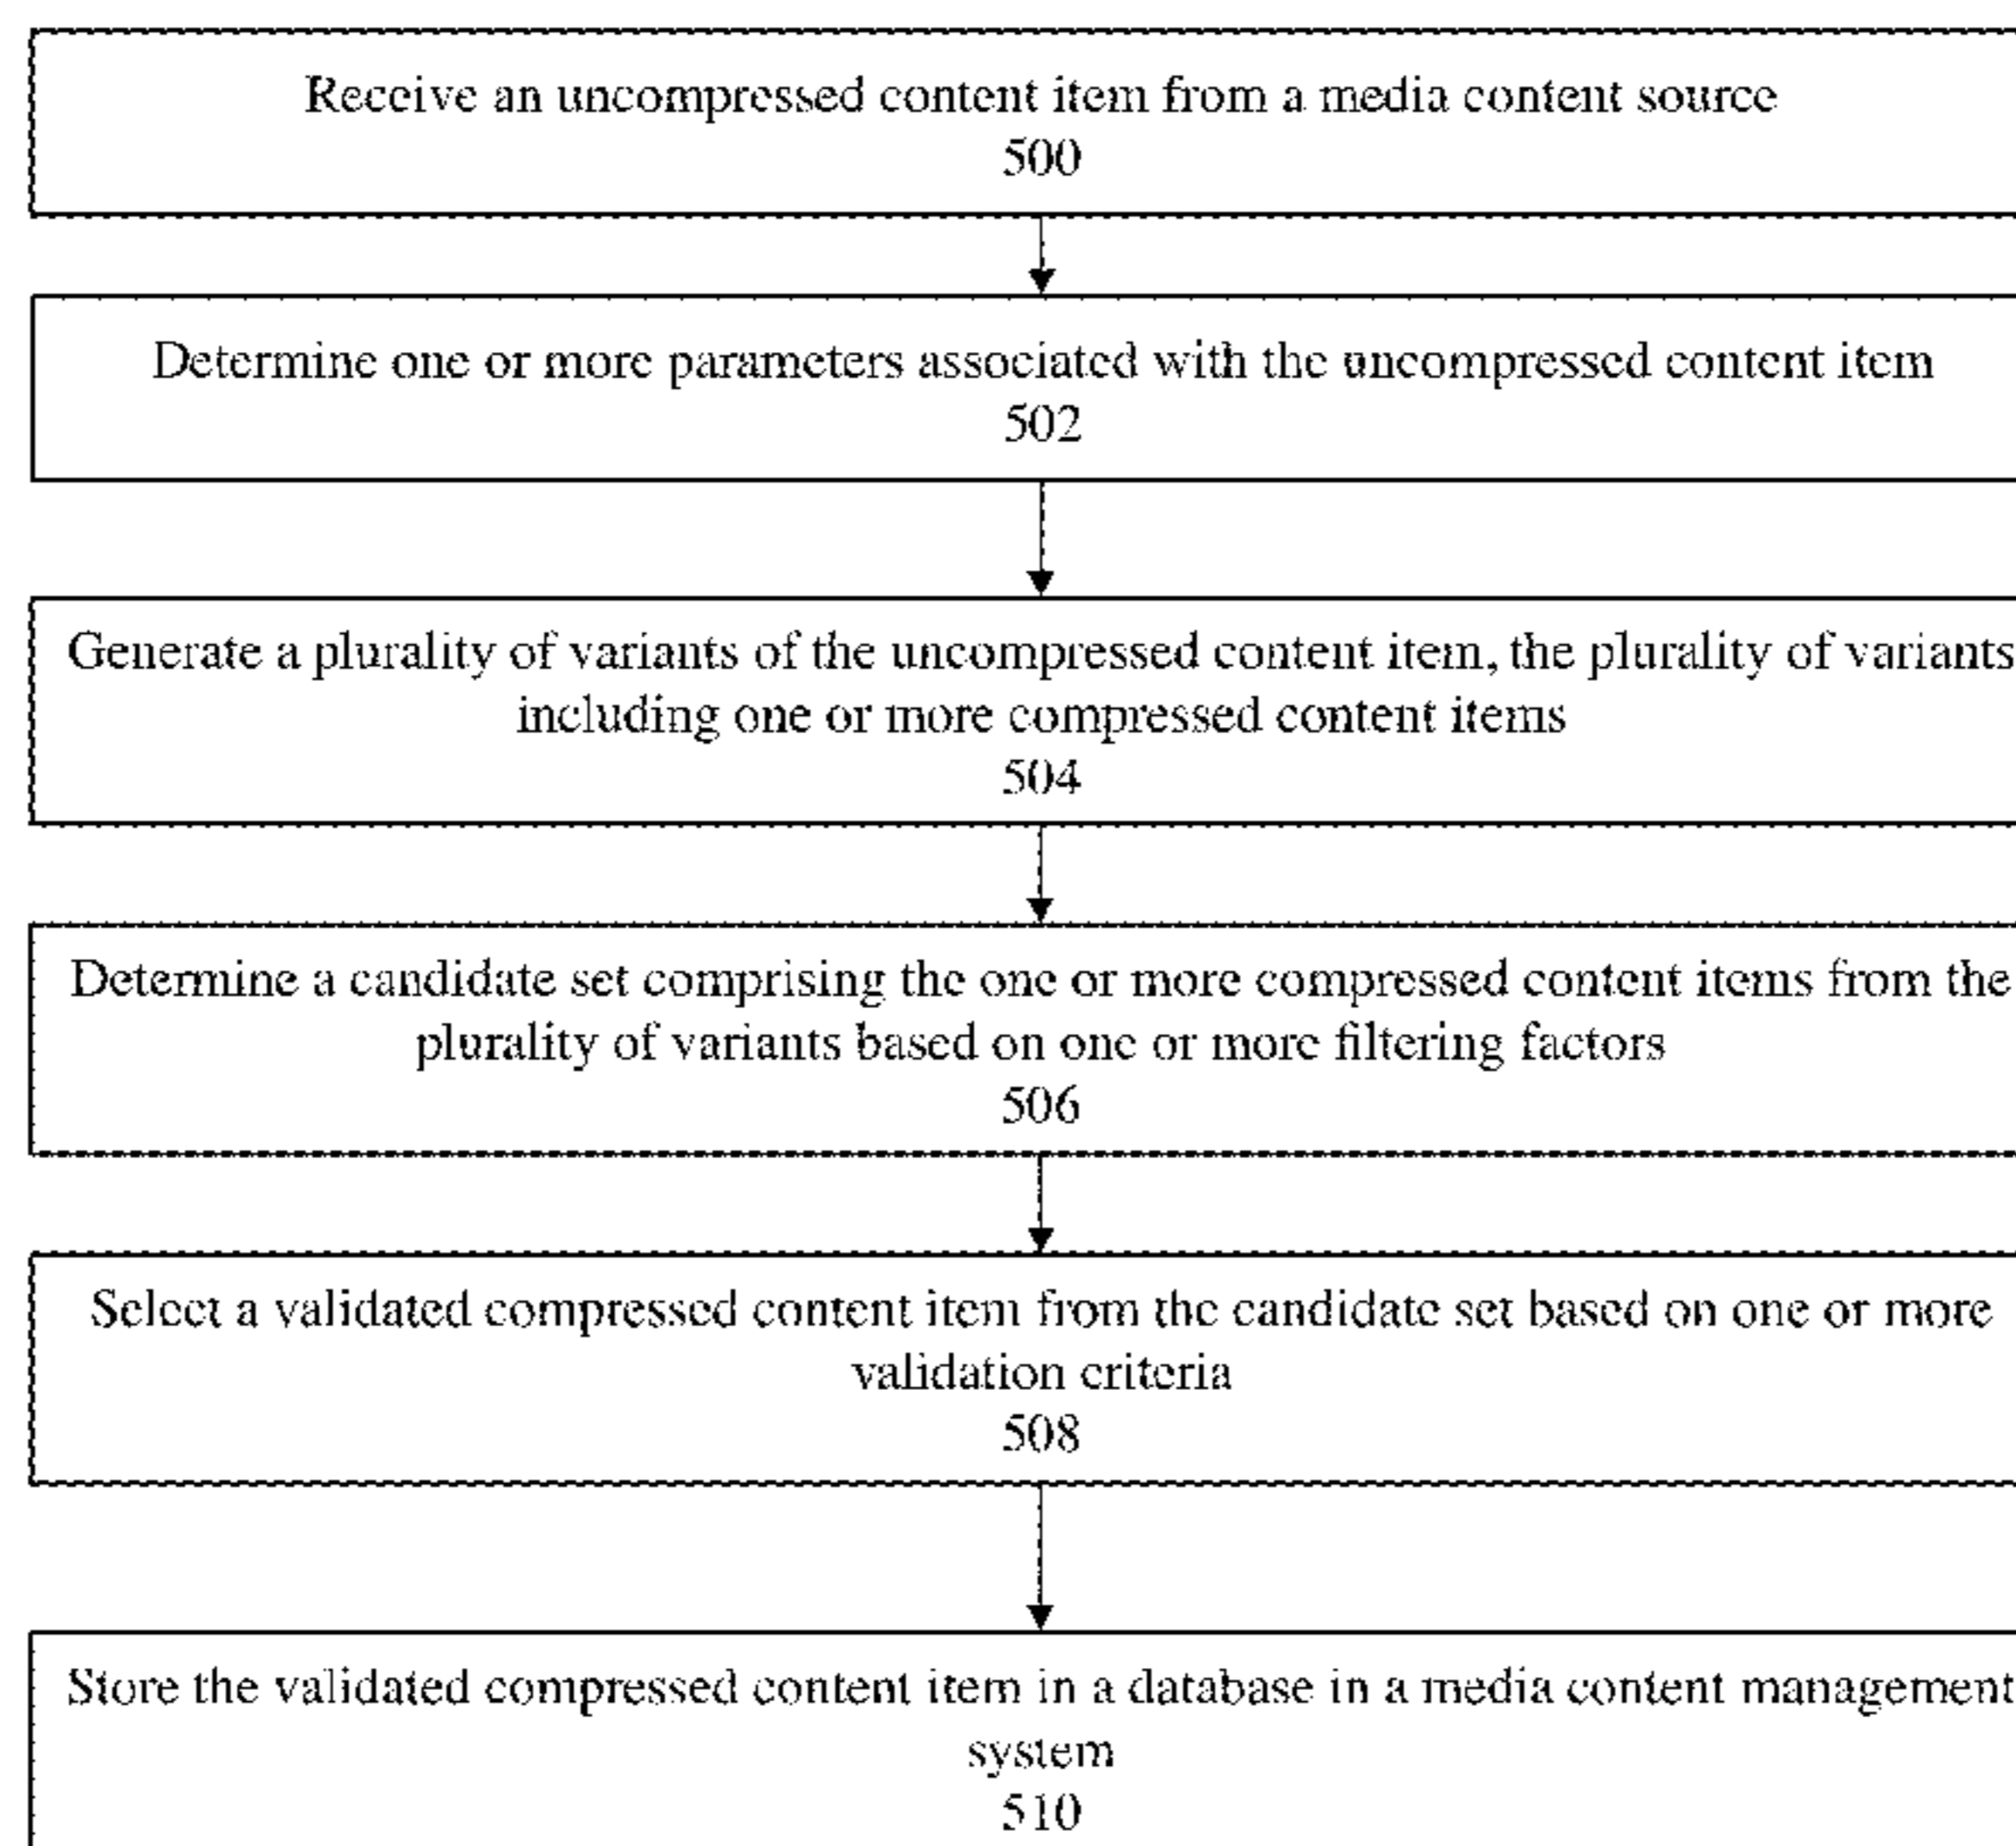 Receive an uncompressed content item from a media content source
500
Determine one or more parameters associated with the uncompressed content item
502
Generate a plurality of variants of the uncompressed content item, the plurality of variants
including one or more compressed content items
504
Determine a candidate set comprising the one or more compressed content items from the
plurality of variants based on one or more filtering factors
506
Select a validated compressed content item from the candidate set based on one or more
validation criteria
508
Store the validated compressed content item in a database in a media content management
system
510